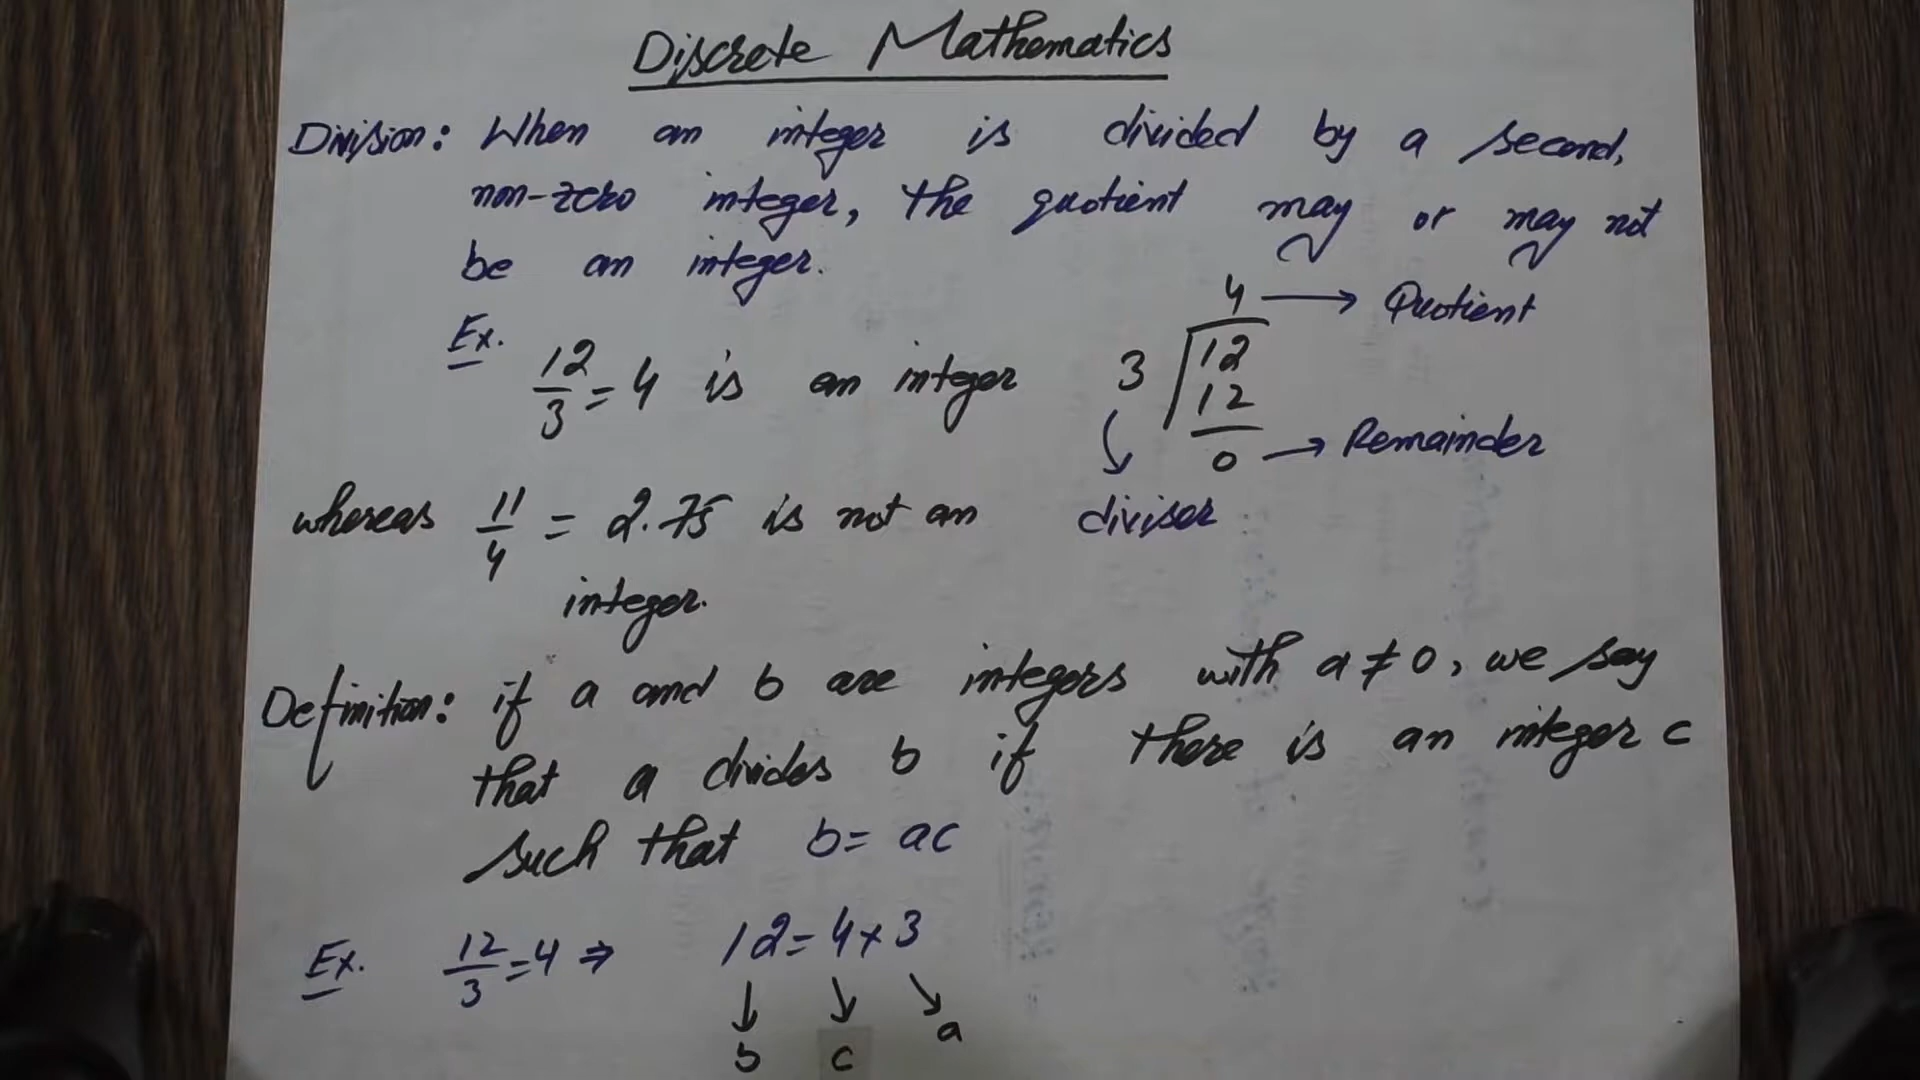 Discrete Mathematics
Division: When an integer is divided by a second,
non-zero integer, the quotient may or may not
be an integer.
4 → Quotient
Ex. 12/3 = 4 is an integer
3 12
12
0 → Remainder
divisor
whereas 11/4 = 2.75 is not an
integer.
Definition: if a and b are integers with a ≠ 0, we say
that a divides b if there is an integer c
such that b = ac
Ex. 12/3 = 4 ⇒ 12 = 4 × 3
b c a